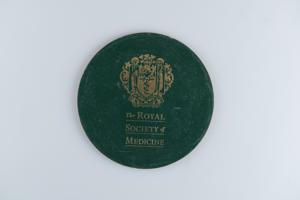 The ROYAL
SOCIETY of
MEDICINE